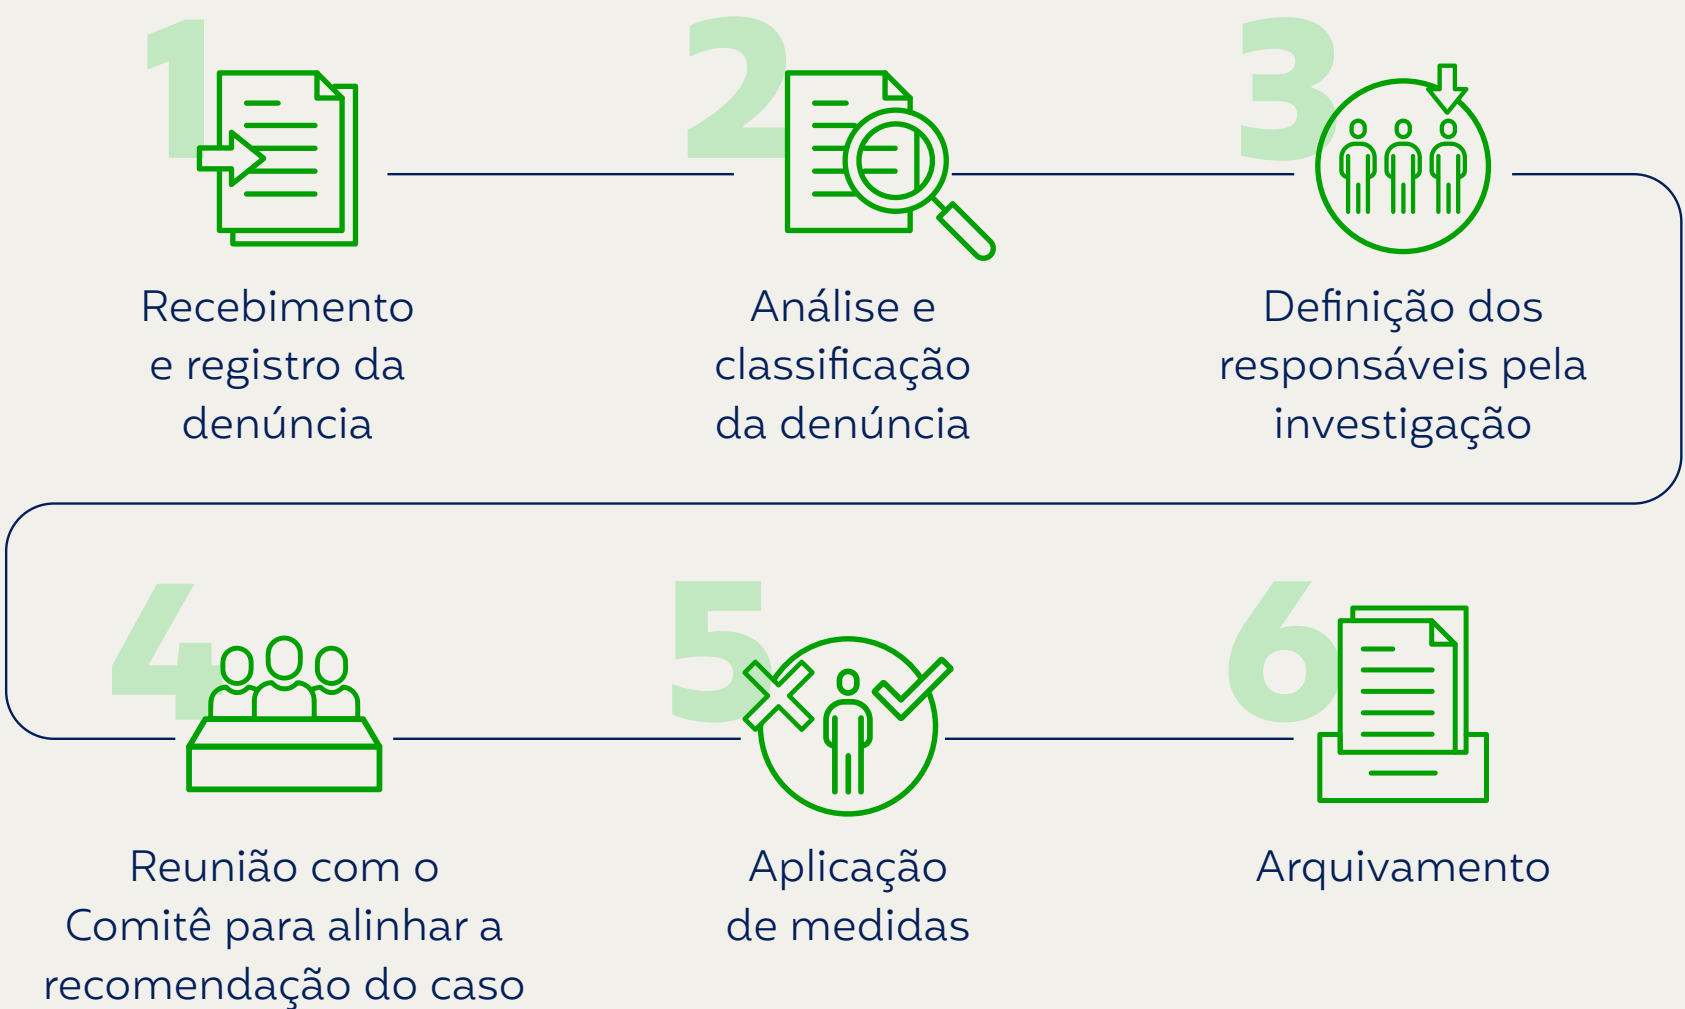 1
Recebimento
e registro da
denúncia
2
Análise e
classificação
da denúncia
3
Definição dos
responsáveis pela
investigação
4
Reunião com o
Comitê para alinhar a
recomendação do caso
5
Aplicação
de medidas
6
Arquivamento